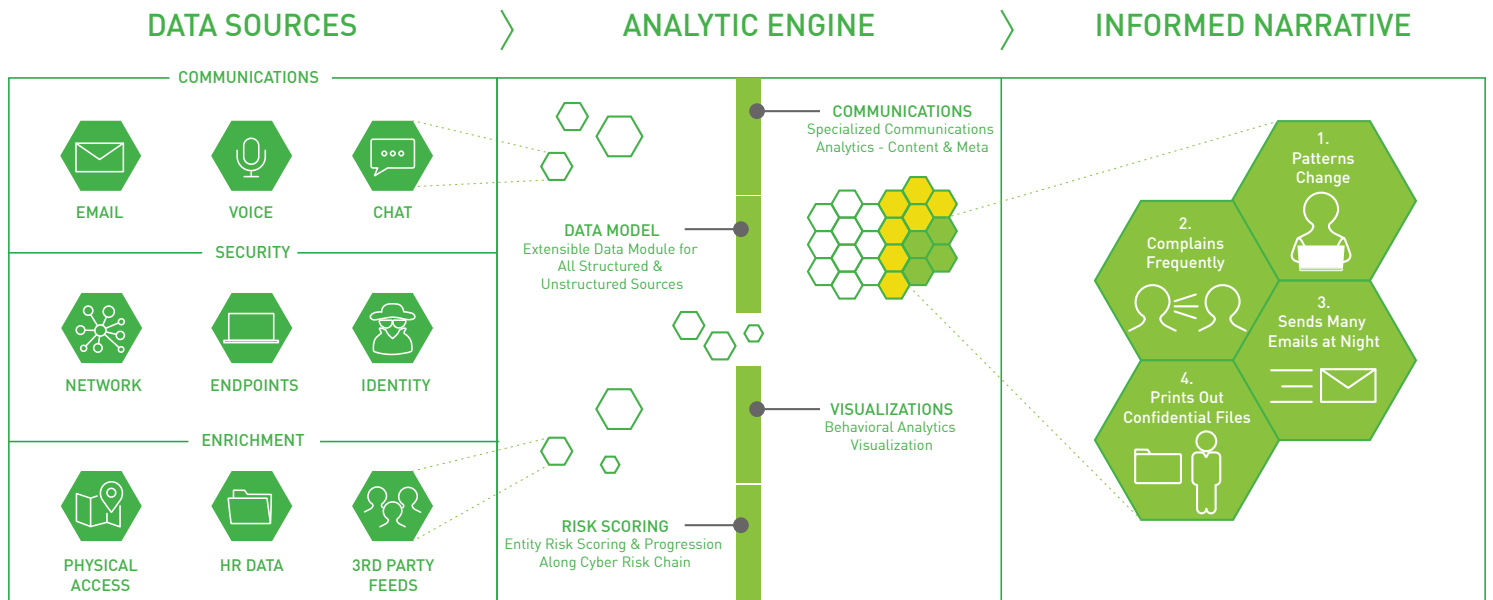 DATA SOURCES
ANALYTIC ENGINE
INFORMED NARRATIVE
COMMUNICATIONS
EMAIL
VOICE
CHAT
SECURITY
NETWORK
ENDPOINTS
IDENTITY
ENRICHMENT
PHYSICAL
ACCESS
HR DATA
3RD PARTY
FEEDS
COMMUNICATIONS
Specialized Communications
Analytics - Content & Meta
DATA MODEL
Extensible Data Module for
All Structured &
Unstructured Sources
VISUALIZATIONS
Behavioral Analytics
Visualization
RISK SCORING
Entity Risk Scoring & Progression
Along Cyber Risk Chain
1.
Patterns
Change
2.
Complains
Frequently
3.
Sends Many
Emails at Night
4.
Prints Out
Confidential Files